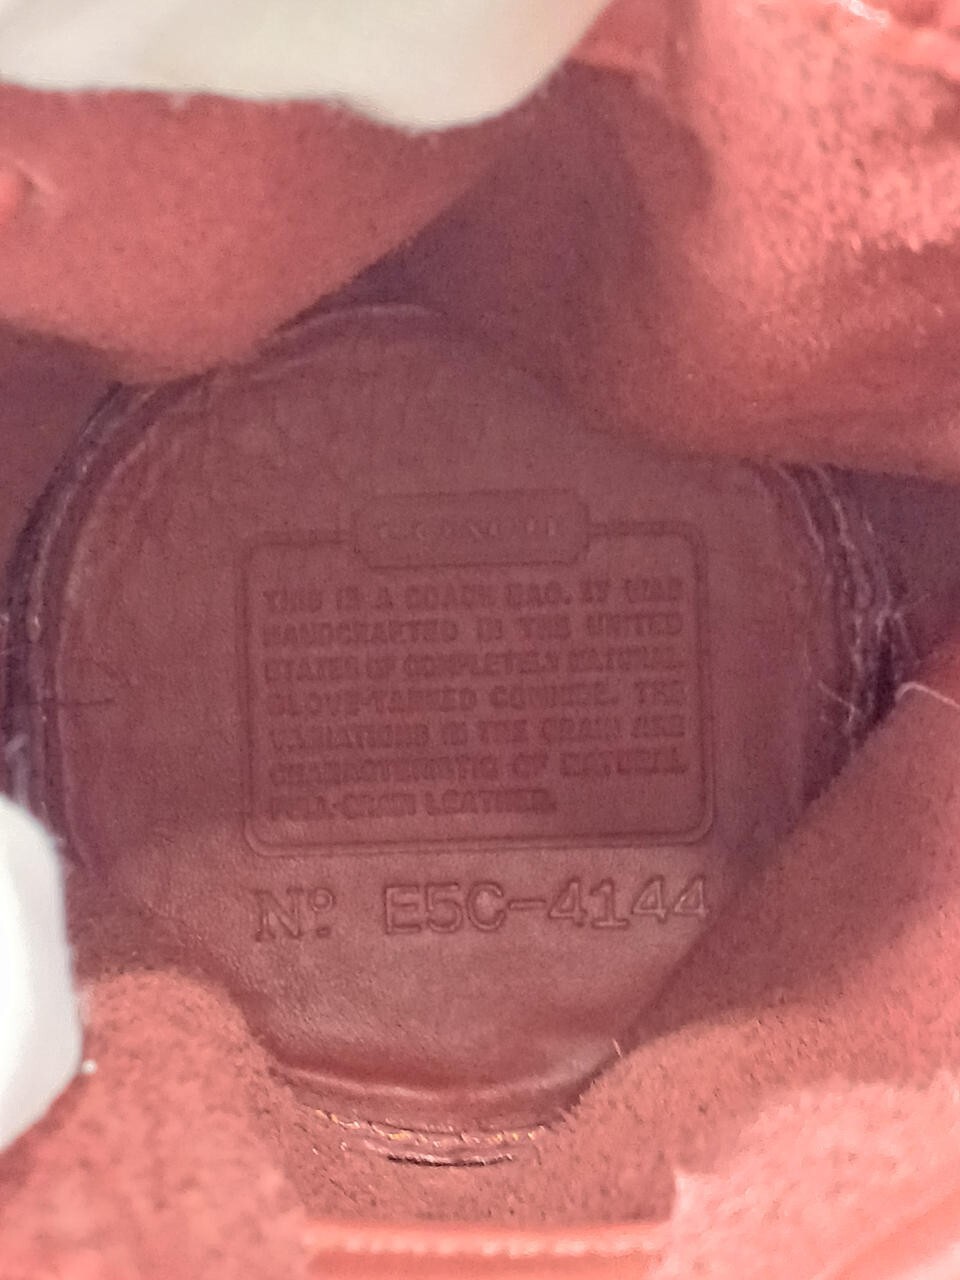 COACH
THIS IS A COACH BAG. IT WAS
HANDCRAFTED IN THE UNITED
STATES OF COMPLETELY NATURAL
GLOVE-TANNED COWHIDE. THE
VARIATIONS IN THE GRAIN ARE
CHARACTERISTIC OF NATURAL
FULL-GRAIN LEATHER.
Nº: E5C-4144